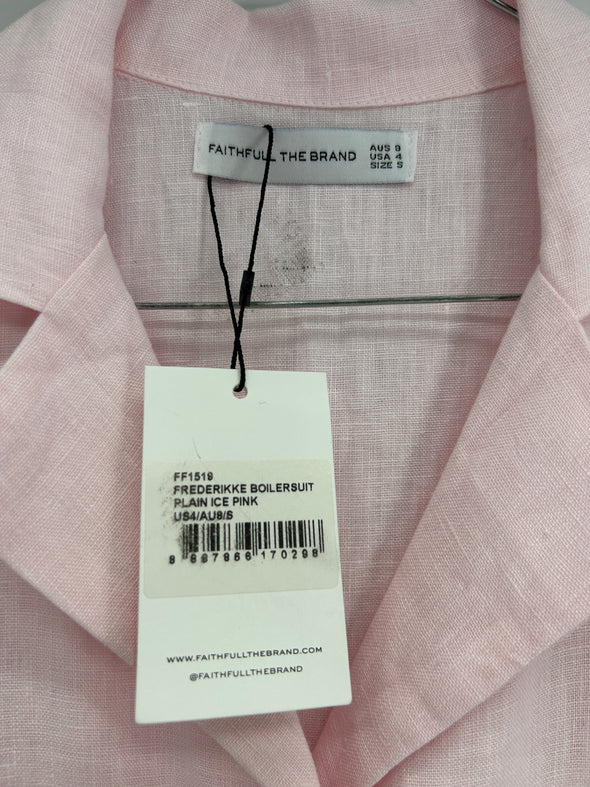 FAITHFULL THE BRAND
AUS 8
USA 4
SIZE S
FF1519
FREDERIKKE BOILERSUIT
PLAIN ICE PINK
US4/AU8/S
8 887866 170298
WWW.FAITHFULLTHEBRAND.COM
@FAITHFULLTHEBRAND